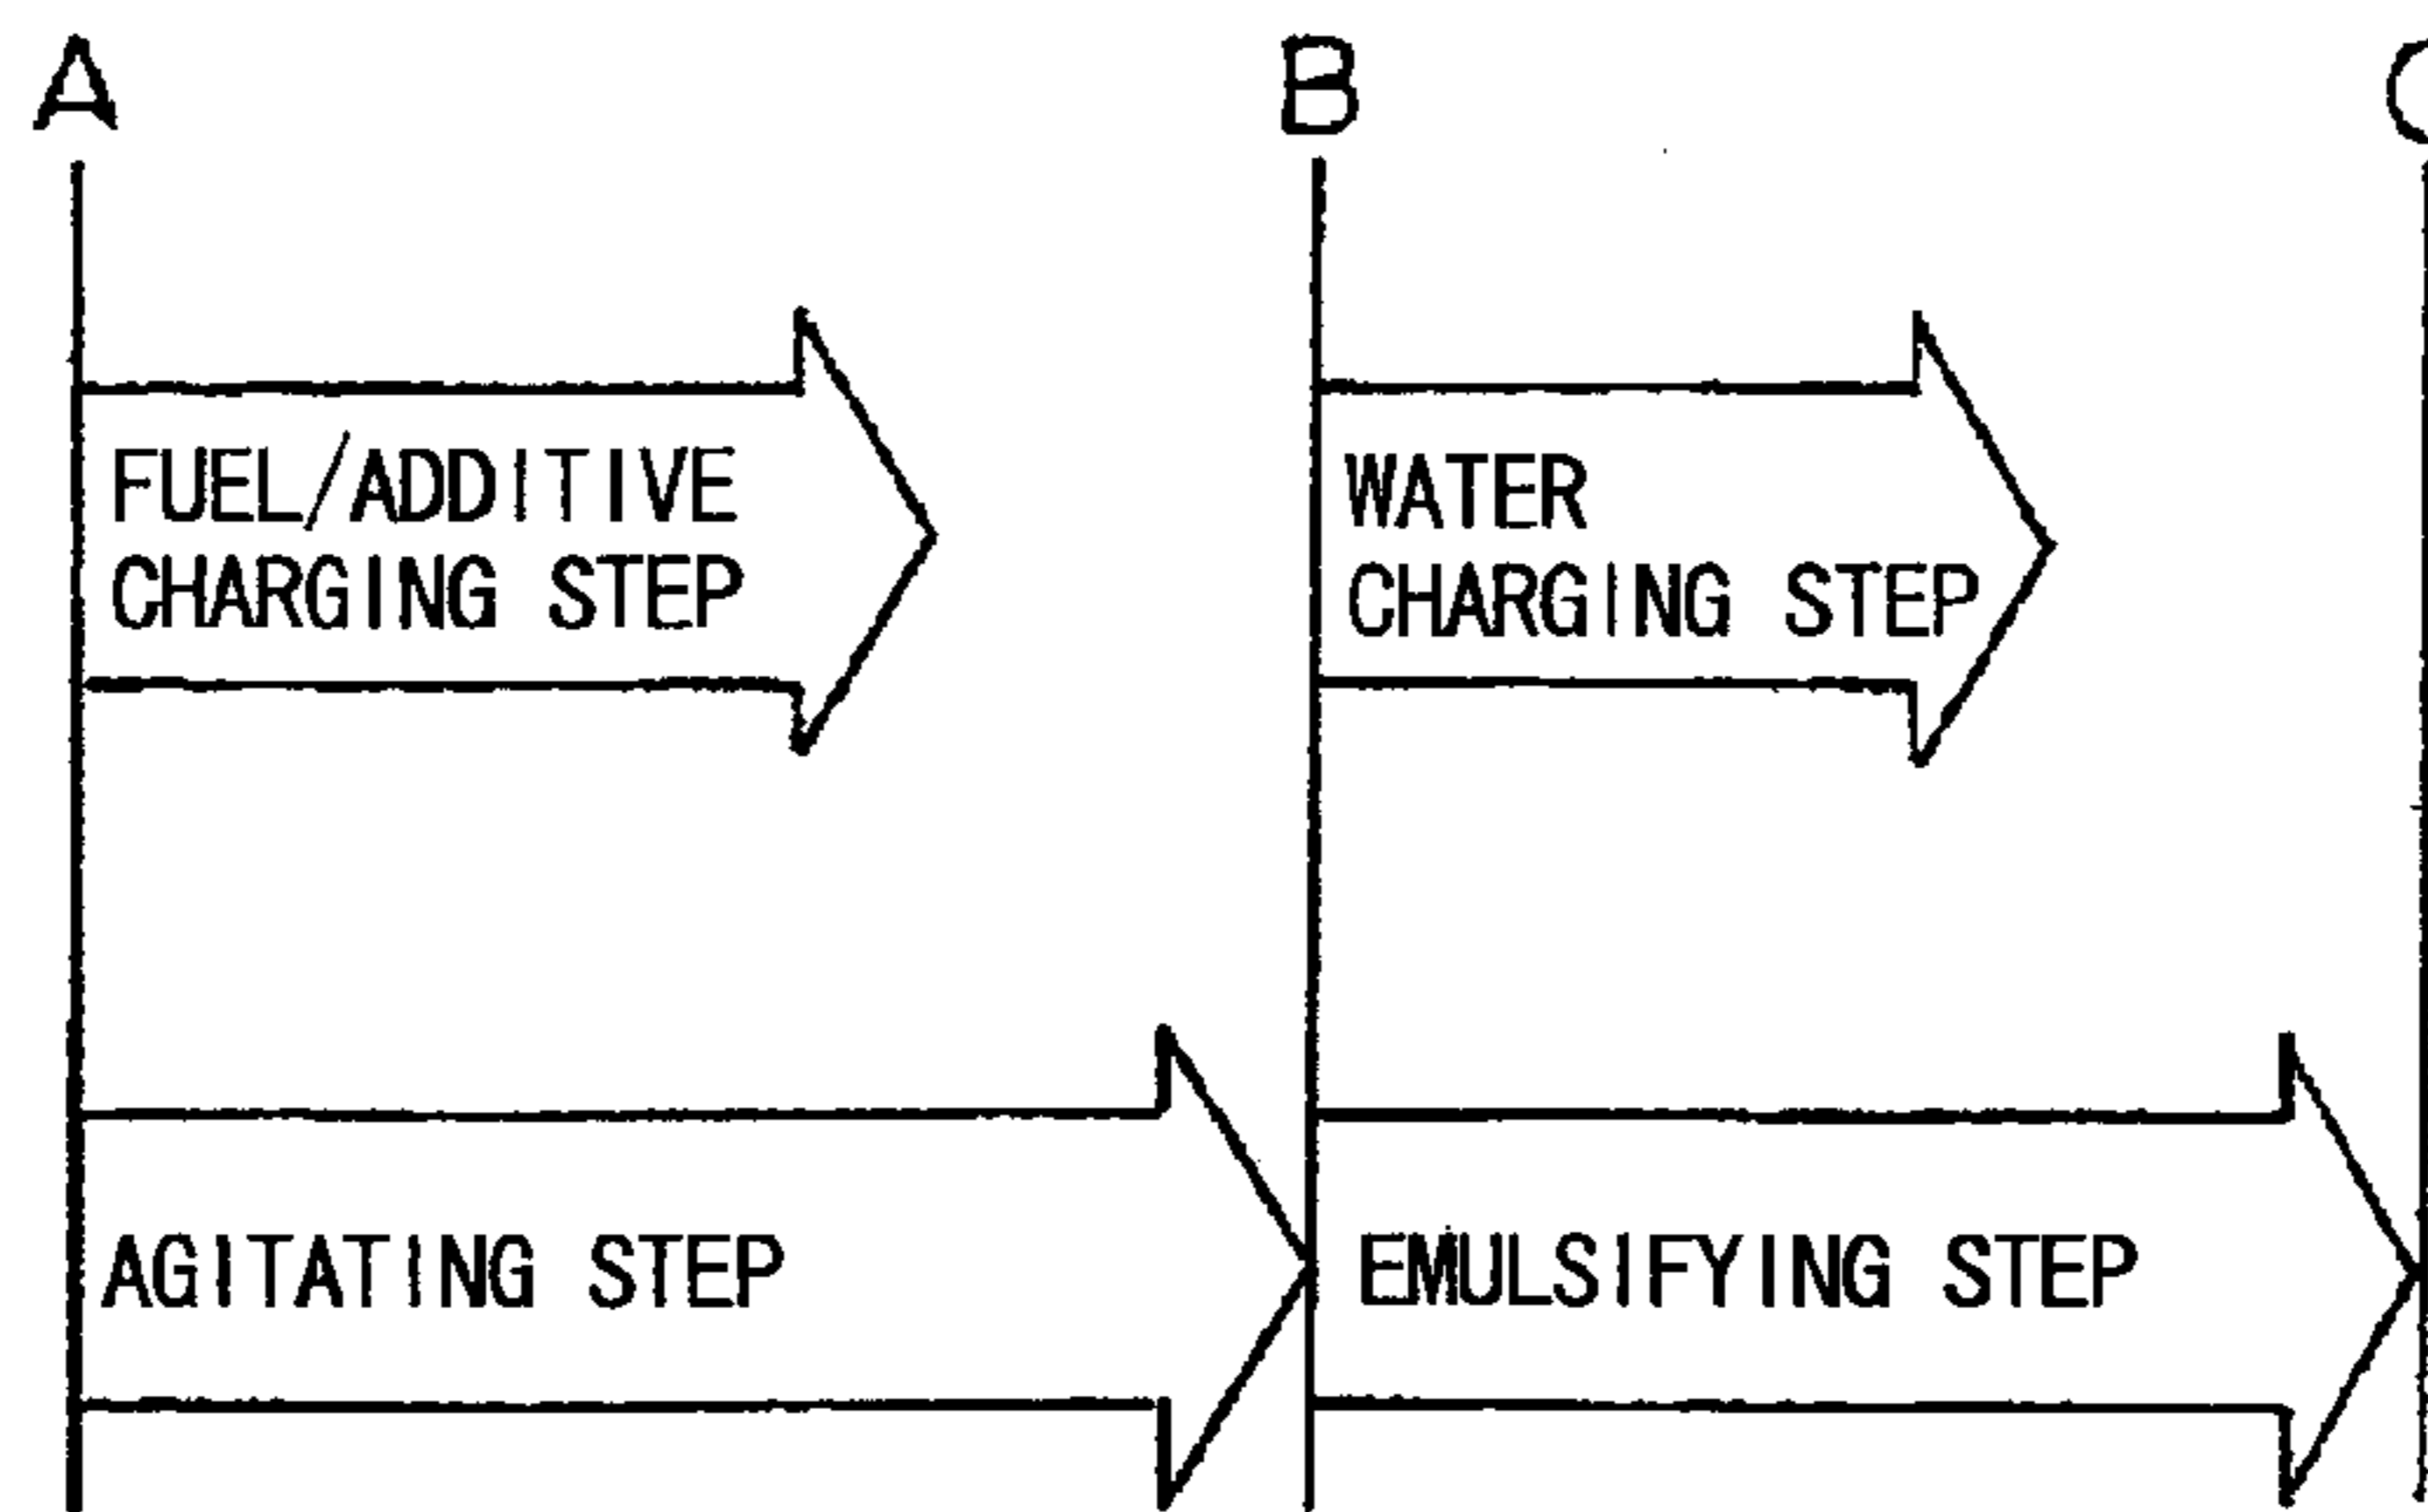 A B C
FUEL/ADDITIVE
CHARGING STEP
WATER
CHARGING STEP
AGITATING STEP
EMULSIFYING STEP